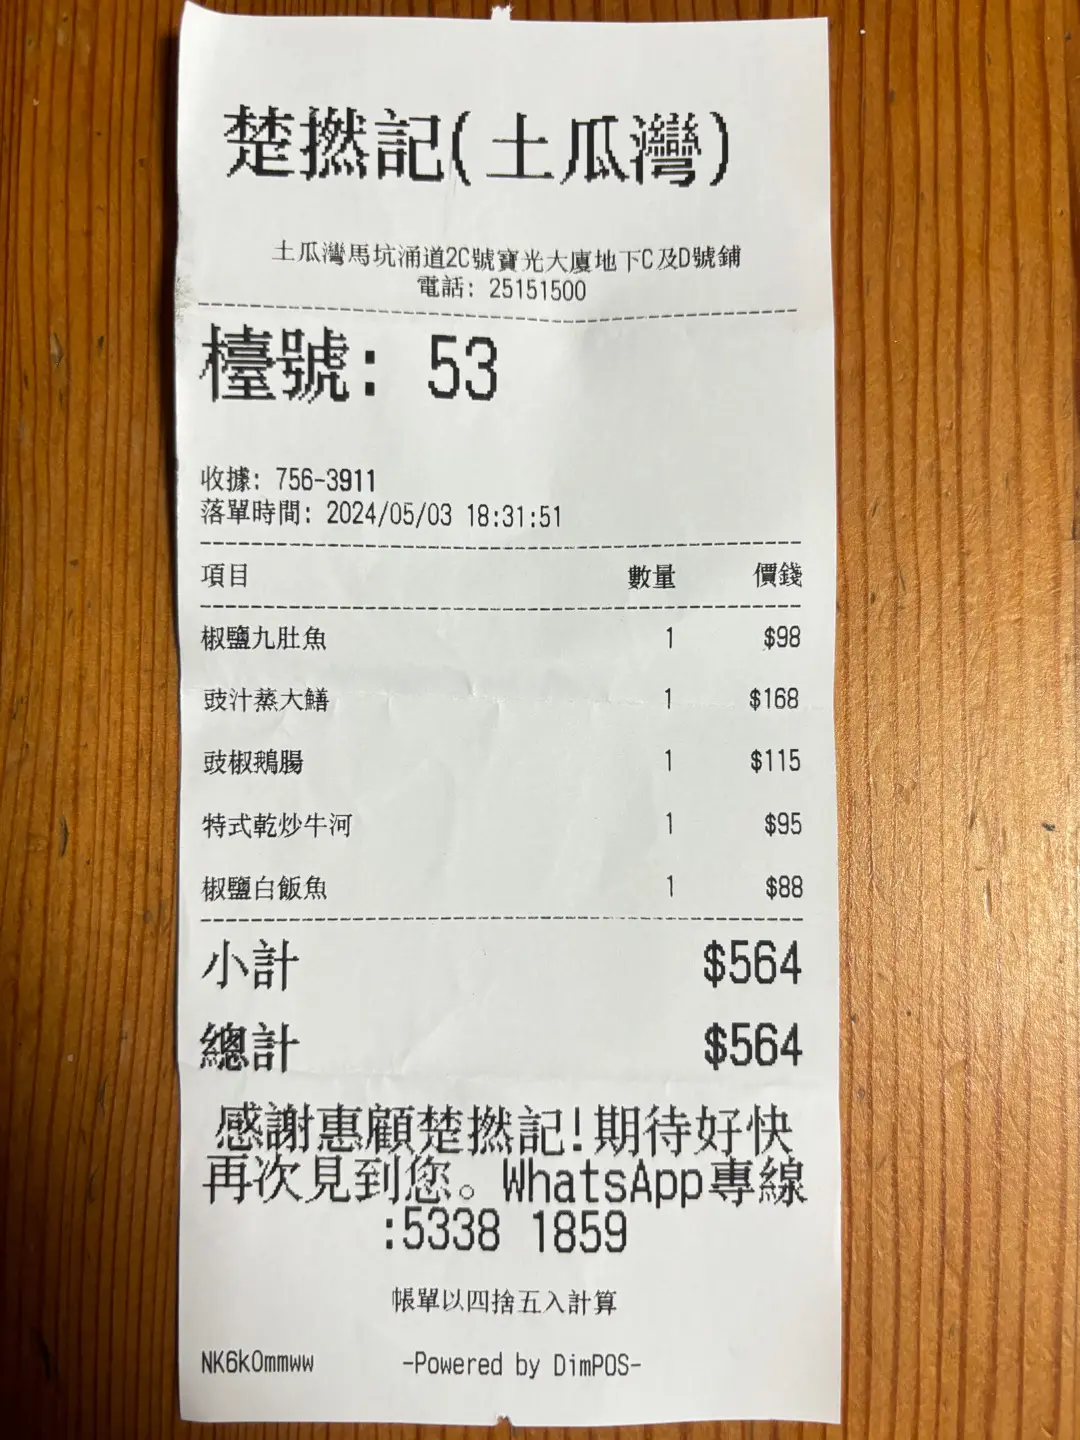 楚撚記(土瓜灣)
土瓜灣馬坑涌道2C號寶光大廈地下C及D號鋪
電話: 25151500
檯號: 53
收據: 756-3911
落單時間: 2024/05/03 18:31:51
項目 數量 價錢
椒鹽九肚魚 1 $98
豉汁蒸大鱔 1 $168
豉椒鵝腸 1 $115
特式乾炒牛河 1 $95
椒鹽白飯魚 1 $88
小計 $564
總計 $564
感謝惠顧楚撚記!期待好快
再次見到您。WhatsApp專線
:5338 1859
帳單以四捨五入計算
NK6k0mmww -Powered by DimPOS-